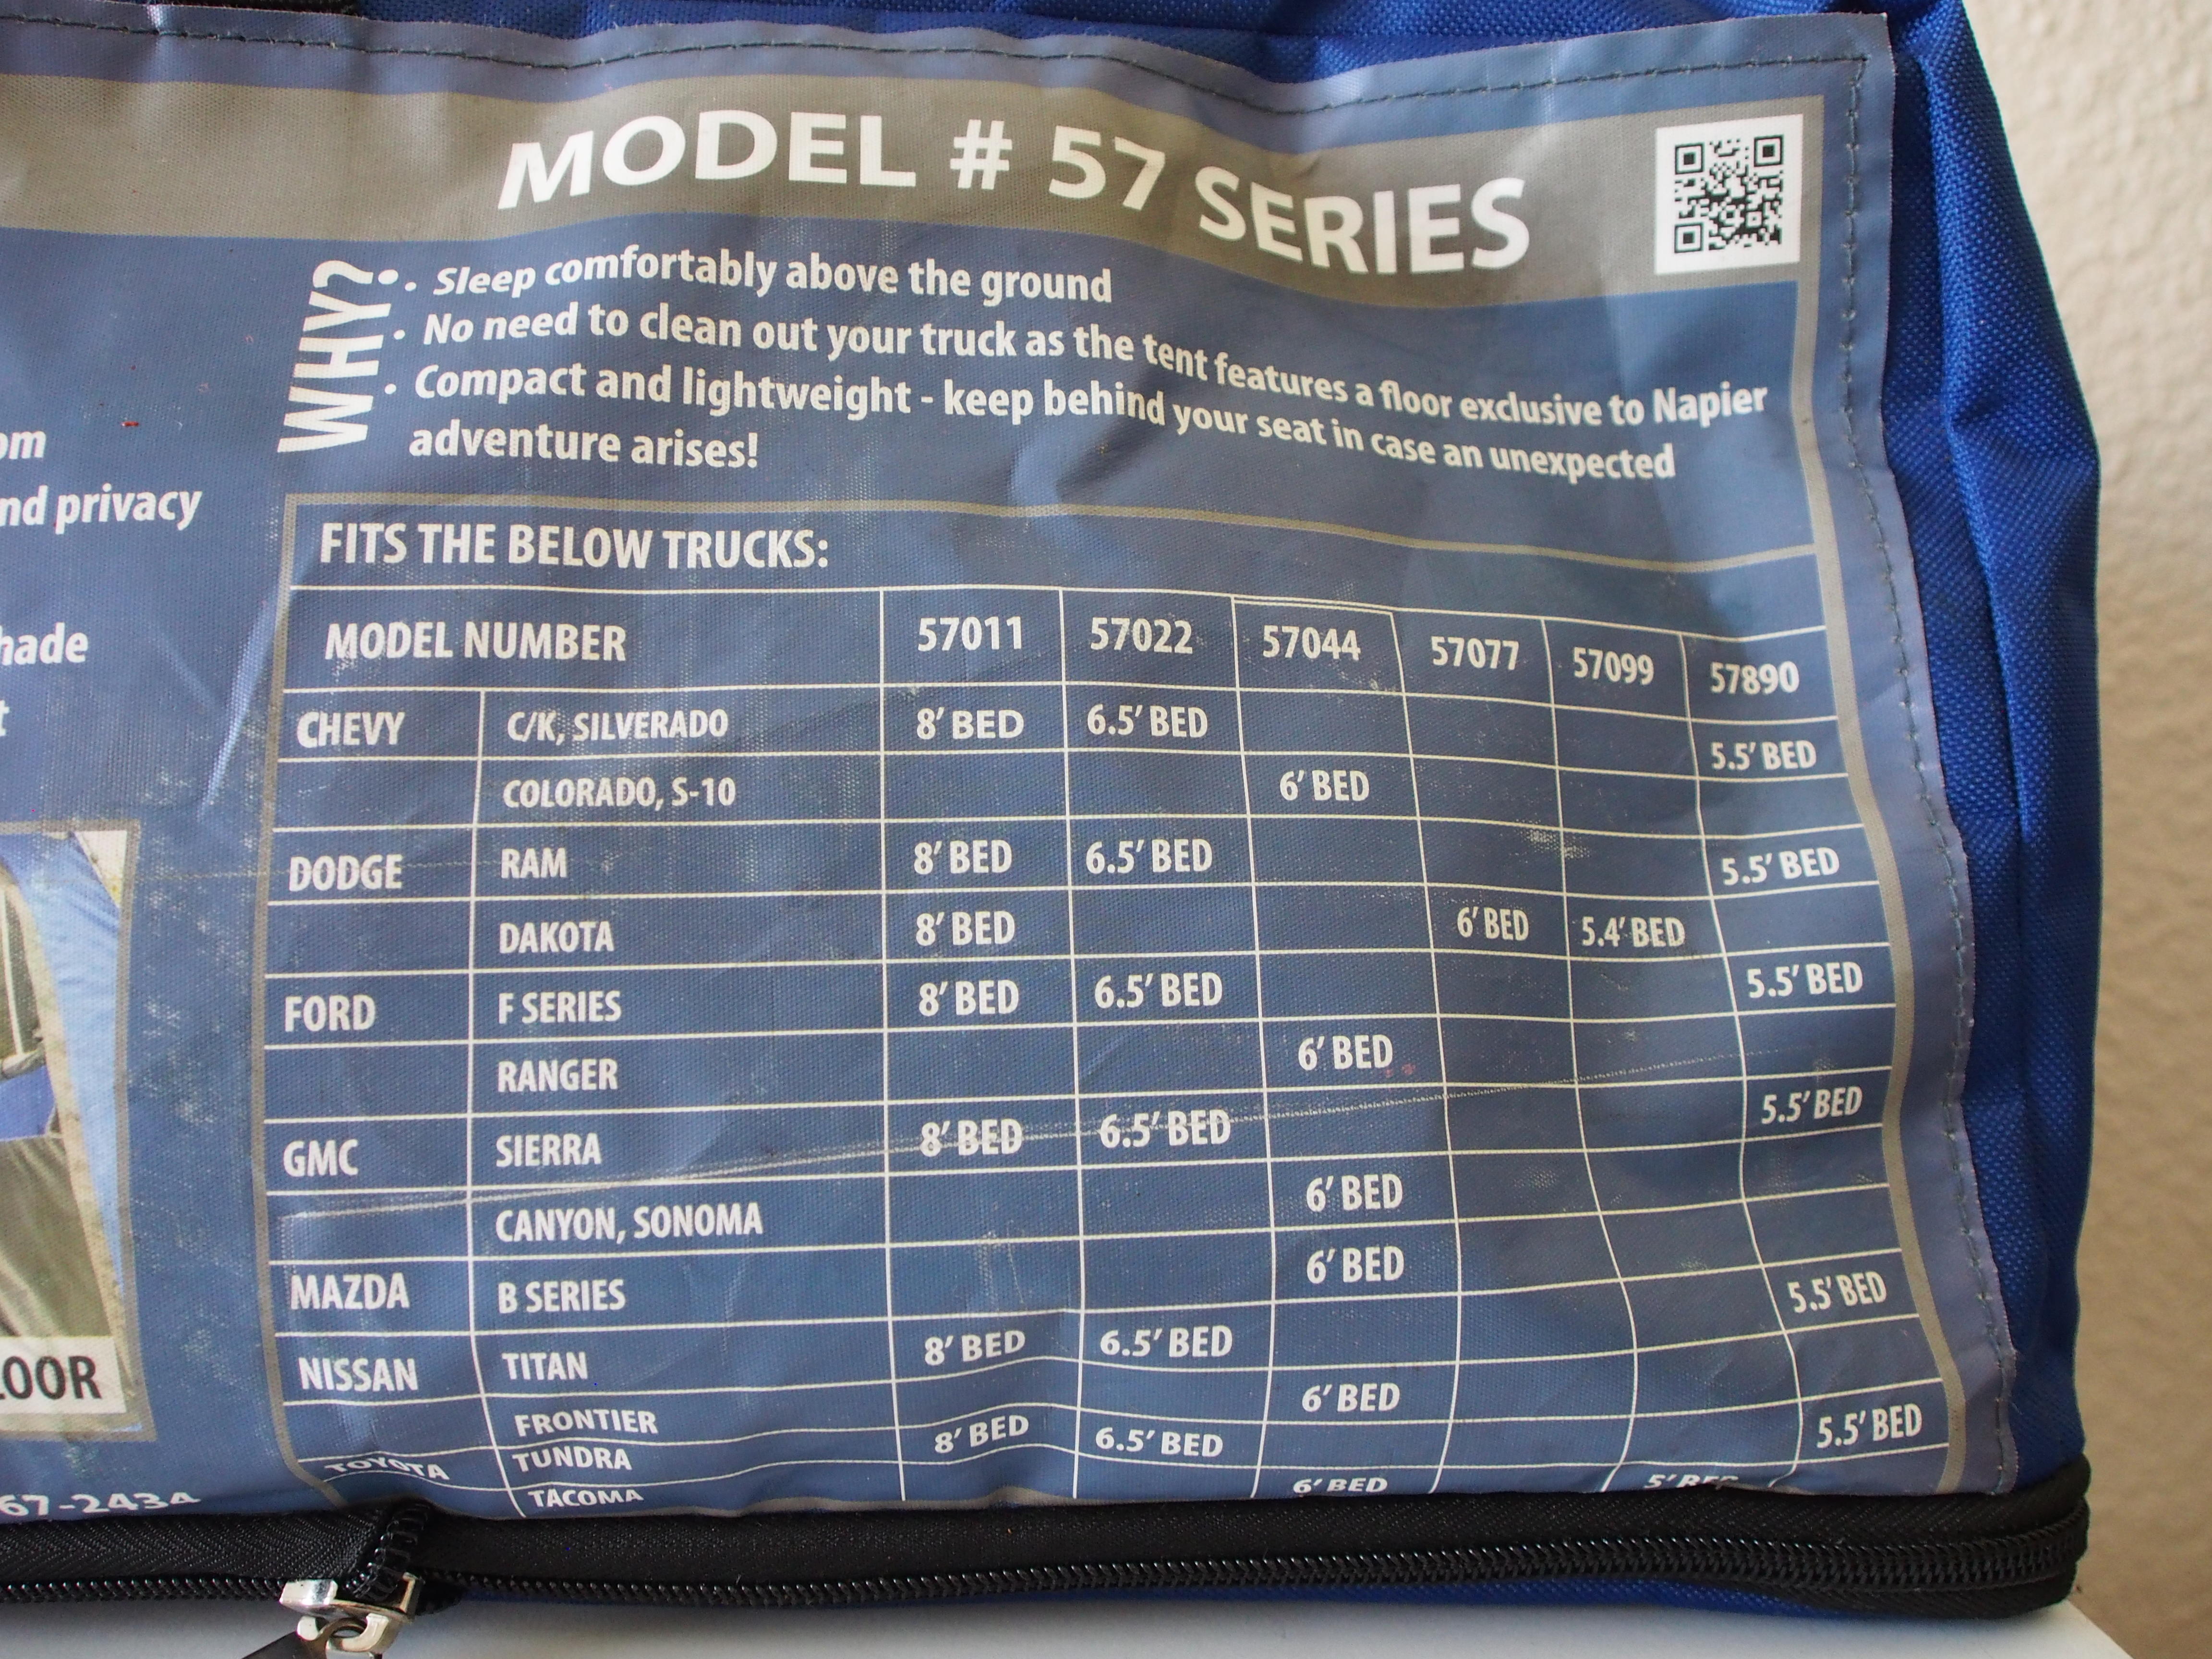 MODEL # 57 SERIES
WHY?
• Sleep comfortably above the ground
• No need to clean out your truck as the tent features a floor exclusive to Napier
• Compact and lightweight - keep behind your seat in case an unexpected
adventure arises!
om
nd privacy
hade
t
LOOR
67-2434
FITS THE BELOW TRUCKS:
MODEL NUMBER 57011 57022 57044 57077 57099 57890
CHEVY C/K, SILVERADO 8' BED 6.5' BED 5.5' BED
COLORADO, S-10 6' BED
DODGE RAM 8' BED 6.5' BED 5.5' BED
DAKOTA 8' BED 6' BED 5.4' BED
FORD F SERIES 8' BED 6.5' BED 5.5' BED
RANGER 6' BED
GMC SIERRA 8' BED 6.5' BED 5.5' BED
CANYON, SONOMA 6' BED
MAZDA B SERIES 6' BED
NISSAN TITAN 8' BED 6.5' BED 5.5' BED
FRONTIER 6' BED
TOYOTA TUNDRA 8' BED 6.5' BED 5.5' BED
TACOMA 6' BED 5' BED